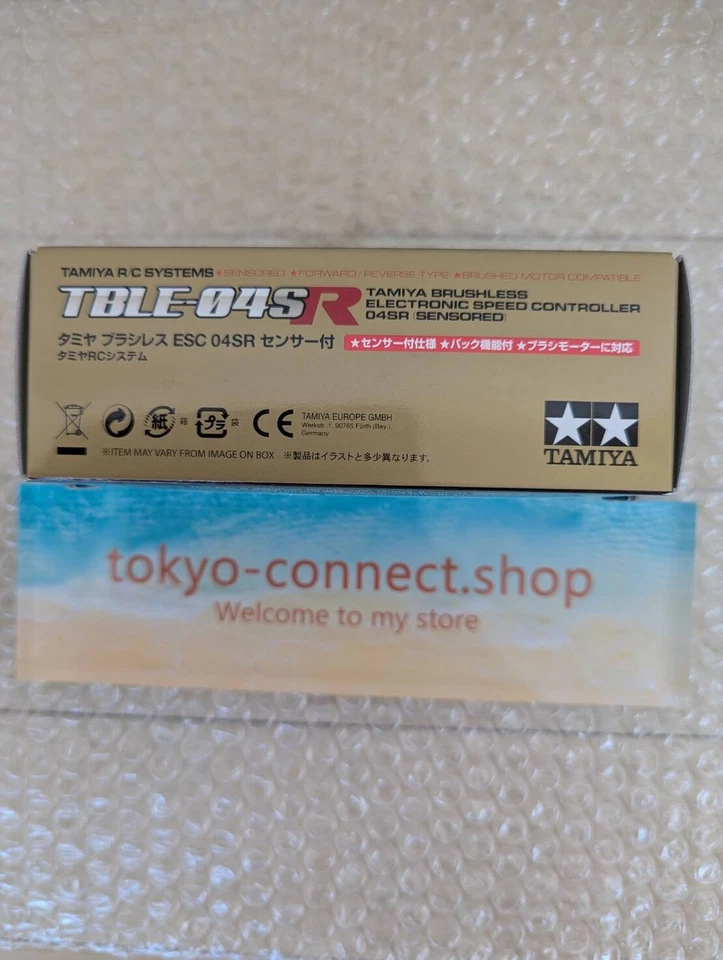 TAMIYA R/C SYSTEMS ★SENSORED ★FORWARD/REVERSE TYPE ★BRUSHED MOTOR COMPATIBLE
TBLE-04SR
TAMIYA BRUSHLESS
ELECTRONIC SPEED CONTROLLER
04SR (SENSORED)
タミヤ ブラシレス ESC 04SR センサー付
★センサー付仕様 ★バック機能付 ★ブラシモーターに対応
タミヤRCシステム
紙 箱 プラ 袋 CE
TAMIYA EUROPE GMBH
Werkstr. 1, 90765 Fürth (Bay.),
Germany
※ITEM MAY VARY FROM IMAGE ON BOX ※製品はイラストと多少異なります。
TAMIYA
tokyo-connect.shop
Welcome to my store